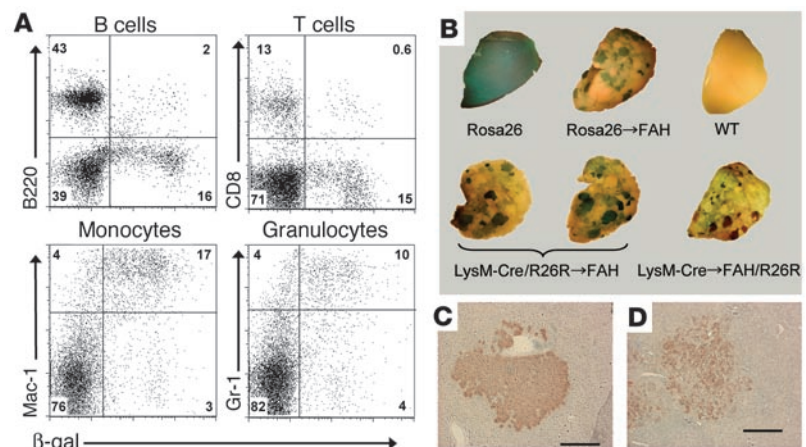 A
B cells
T cells
43
2
13
0.6
B220
CD8
39
16
71
15
Monocytes
Granulocytes
4
17
4
10
Mac-1
Gr-1
76
3
82
4
β-gal
B
Rosa26
Rosa26→FAH
WT
LysM-Cre/R26R→FAH
LysM-Cre→FAH/R26R
C
D